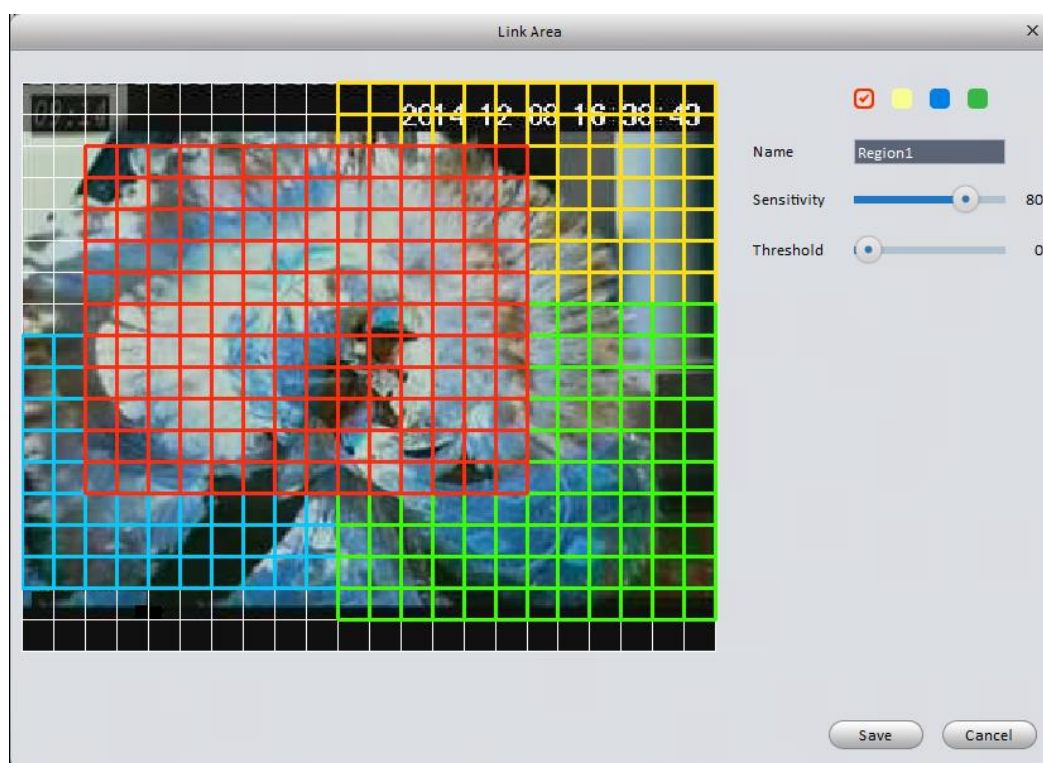 Link Area
2014-12-08 16:38:43
Name
Region1
Sensitivity
80
Threshold
0
Save
Cancel